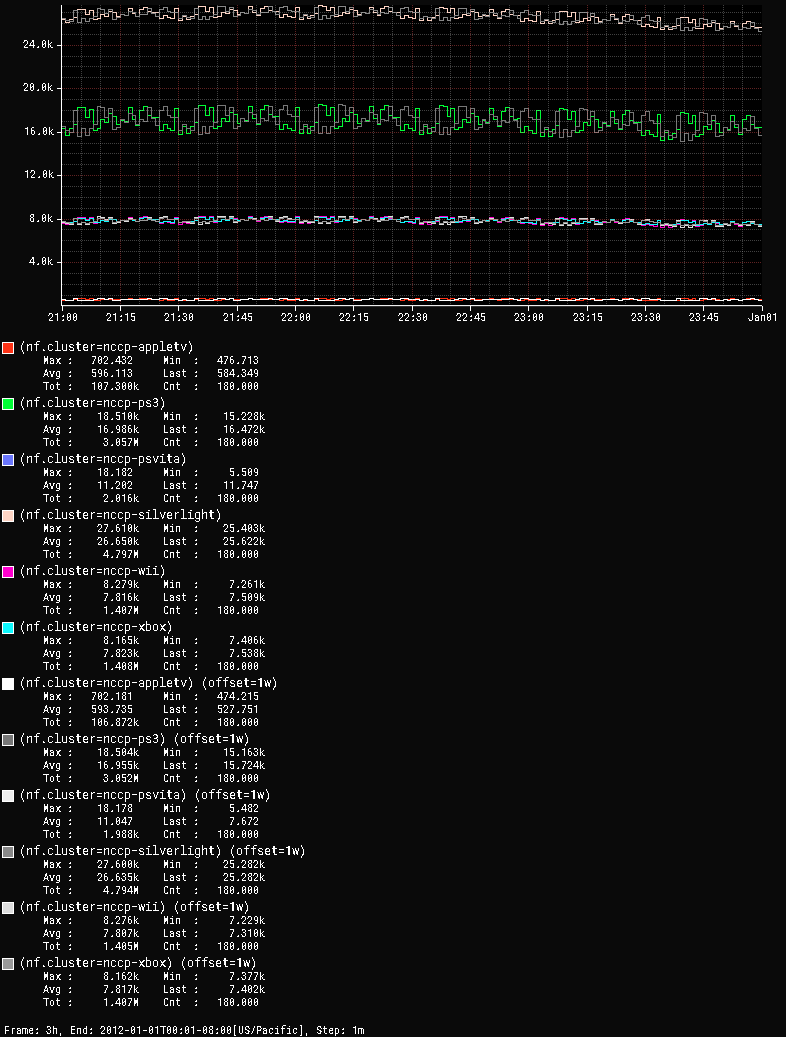 24.0k
20.0k
16.0k
12.0k
8.0k
4.0k
21:00 21:15 21:30 21:45 22:00 22:15 22:30 22:45 23:00 23:15 23:30 23:45 Jan01
(nf.cluster=nccp-appletv)
Max : 702.432 Min : 476.713
Avg : 596.113 Last : 584.349
Tot : 107.300k Cnt : 180.000
(nf.cluster=nccp-ps3)
Max : 18.510k Min : 15.228k
Avg : 16.986k Last : 16.472k
Tot : 3.057M Cnt : 180.000
(nf.cluster=nccp-psvita)
Max : 18.182 Min : 5.509
Avg : 11.202 Last : 11.747
Tot : 2.016k Cnt : 180.000
(nf.cluster=nccp-silverlight)
Max : 27.610k Min : 25.403k
Avg : 26.650k Last : 25.622k
Tot : 4.797M Cnt : 180.000
(nf.cluster=nccp-wii)
Max : 8.279k Min : 7.261k
Avg : 7.816k Last : 7.509k
Tot : 1.407M Cnt : 180.000
(nf.cluster=nccp-xbox)
Max : 8.165k Min : 7.406k
Avg : 7.823k Last : 7.538k
Tot : 1.408M Cnt : 180.000
(nf.cluster=nccp-appletv) (offset=1w)
Max : 702.181 Min : 474.215
Avg : 593.735 Last : 527.751
Tot : 106.872k Cnt : 180.000
(nf.cluster=nccp-ps3) (offset=1w)
Max : 18.504k Min : 15.163k
Avg : 16.955k Last : 15.724k
Tot : 3.052M Cnt : 180.000
(nf.cluster=nccp-psvita) (offset=1w)
Max : 18.178 Min : 5.482
Avg : 11.047 Last : 7.672
Tot : 1.988k Cnt : 180.000
(nf.cluster=nccp-silverlight) (offset=1w)
Max : 27.600k Min : 25.282k
Avg : 26.635k Last : 25.282k
Tot : 4.794M Cnt : 180.000
(nf.cluster=nccp-wii) (offset=1w)
Max : 8.276k Min : 7.229k
Avg : 7.807k Last : 7.310k
Tot : 1.405M Cnt : 180.000
(nf.cluster=nccp-xbox) (offset=1w)
Max : 8.162k Min : 7.377k
Avg : 7.817k Last : 7.402k
Tot : 1.407M Cnt : 180.000
Frame: 3h, End: 2012-01-01T00:01-08:00[US/Pacific], Step: 1m